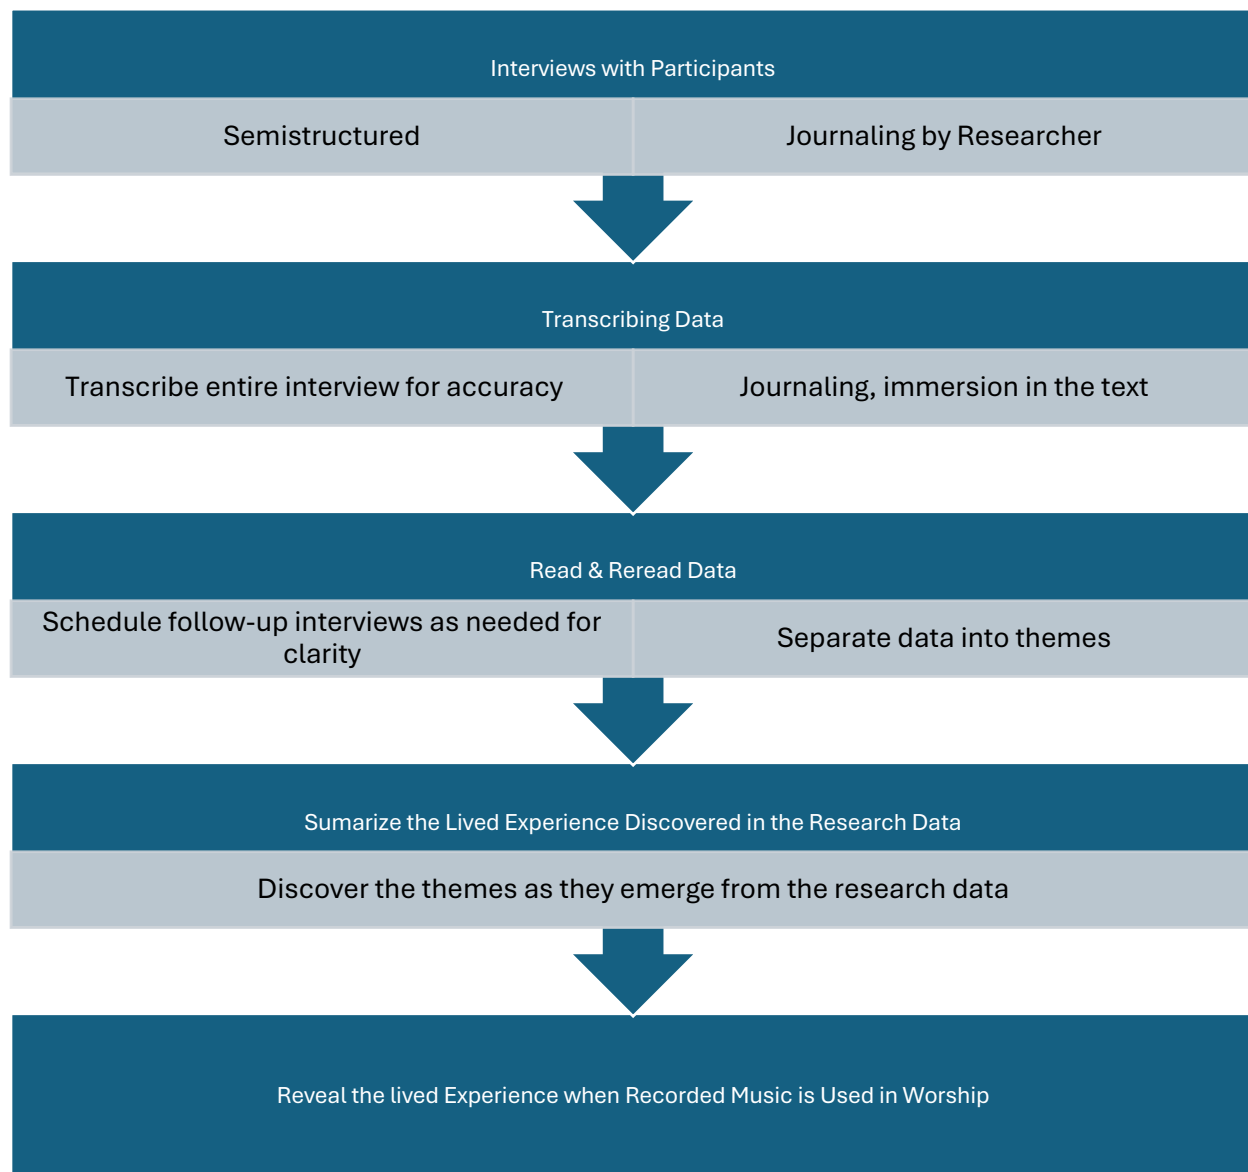 Interviews with Participants
Semistructured
Journaling by Researcher
Transcribing Data
Transcribe entire interview for accuracy
Journaling, immersion in the text
Read & Reread Data
Schedule follow-up interviews as needed for
clarity
Separate data into themes
Sumarize the Lived Experience Discovered in the Research Data
Discover the themes as they emerge from the research data
Reveal the lived Experience when Recorded Music is Used in Worship